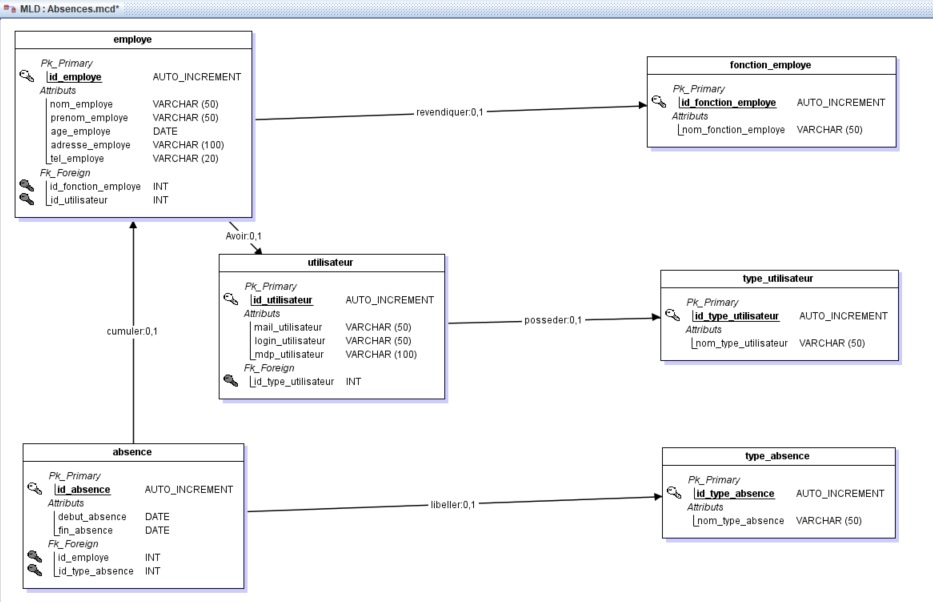 MLD : Absences.mcd*
employe
Pk_Primary
id_employe AUTO_INCREMENT
Attributs
nom_employe VARCHAR (50)
prenom_employe VARCHAR (50)
age_employe DATE
adresse_employe VARCHAR (100)
tel_employe VARCHAR (20)
Fk_Foreign
id_fonction_employe INT
id_utilisateur INT
revendiquer:0,1
fonction_employe
Pk_Primary
id_fonction_employe AUTO_INCREMENT
Attributs
nom_fonction_employe VARCHAR (50)
Avoir:0,1
utilisateur
Pk_Primary
id_utilisateur AUTO_INCREMENT
Attributs
mail_utilisateur VARCHAR (50)
login_utilisateur VARCHAR (50)
mdp_utilisateur VARCHAR (100)
Fk_Foreign
id_type_utilisateur INT
posseder:0,1
type_utilisateur
Pk_Primary
id_type_utilisateur AUTO_INCREMENT
Attributs
nom_type_utilisateur VARCHAR (50)
cumuler:0,1
absence
Pk_Primary
id_absence AUTO_INCREMENT
Attributs
debut_absence DATE
fin_absence DATE
Fk_Foreign
id_employe INT
id_type_absence INT
libeller:0,1
type_absence
Pk_Primary
id_type_absence AUTO_INCREMENT
Attributs
nom_type_absence VARCHAR (50)